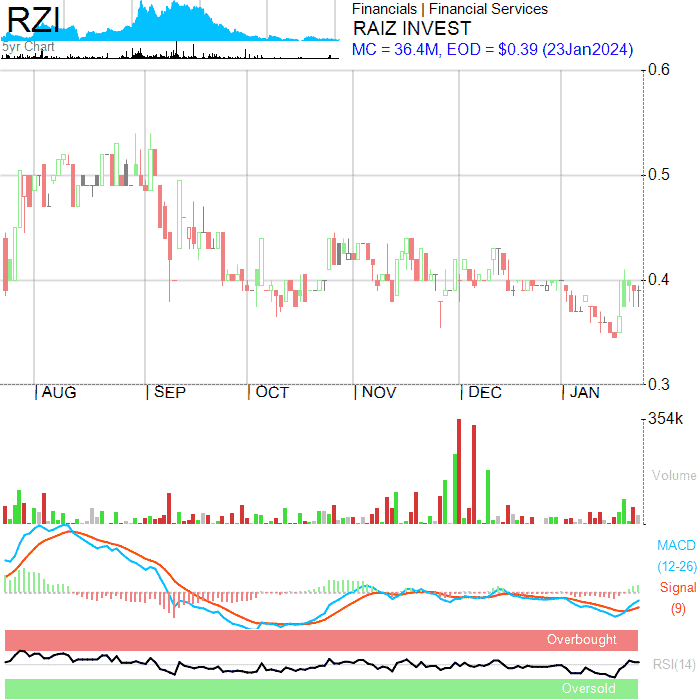 RZI
5yr Chart
Financials | Financial Services
RAIZ INVEST
MC = 36.4M, EOD = $0.39 (23Jan2024)
0.6
0.5
0.4
0.3
AUG
SEP
OCT
NOV
DEC
JAN
354k
Volume
MACD
(12-26)
Signal
(9)
Overbought
RSI(14)
Oversold